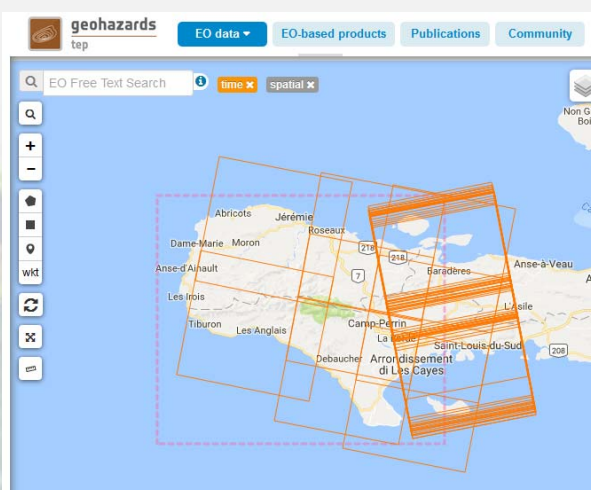 geohazards
tep
EO data
EO-based products
Publications
Community
EO Free Text Search
time x
spatial x
+
−
wkt
Non G
Boi
Abricots
Jérémie
Roseaux
218
218
Dame-Marie
Moron
7
Baradères
Anse-à-Veau
Anse-d'Ainault
Les Irois
L'Asile
Tiburon
Les Anglais
Camp-Perrin
Saint-Louis-du-Sud
208
Debaucher
Arrondissement
di Les Cayes